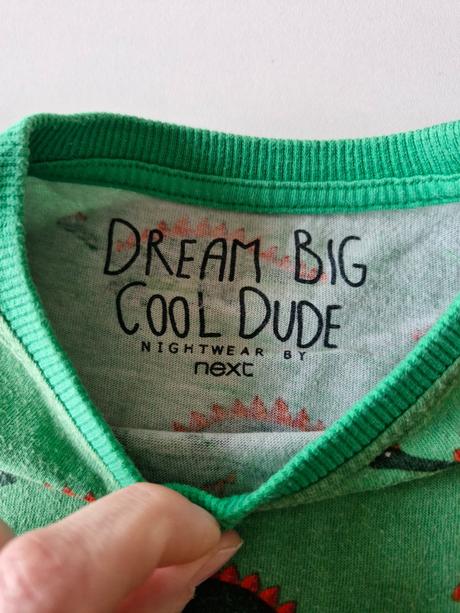 DREAM BIG
COOL DUDE
NIGHTWEAR BY
next